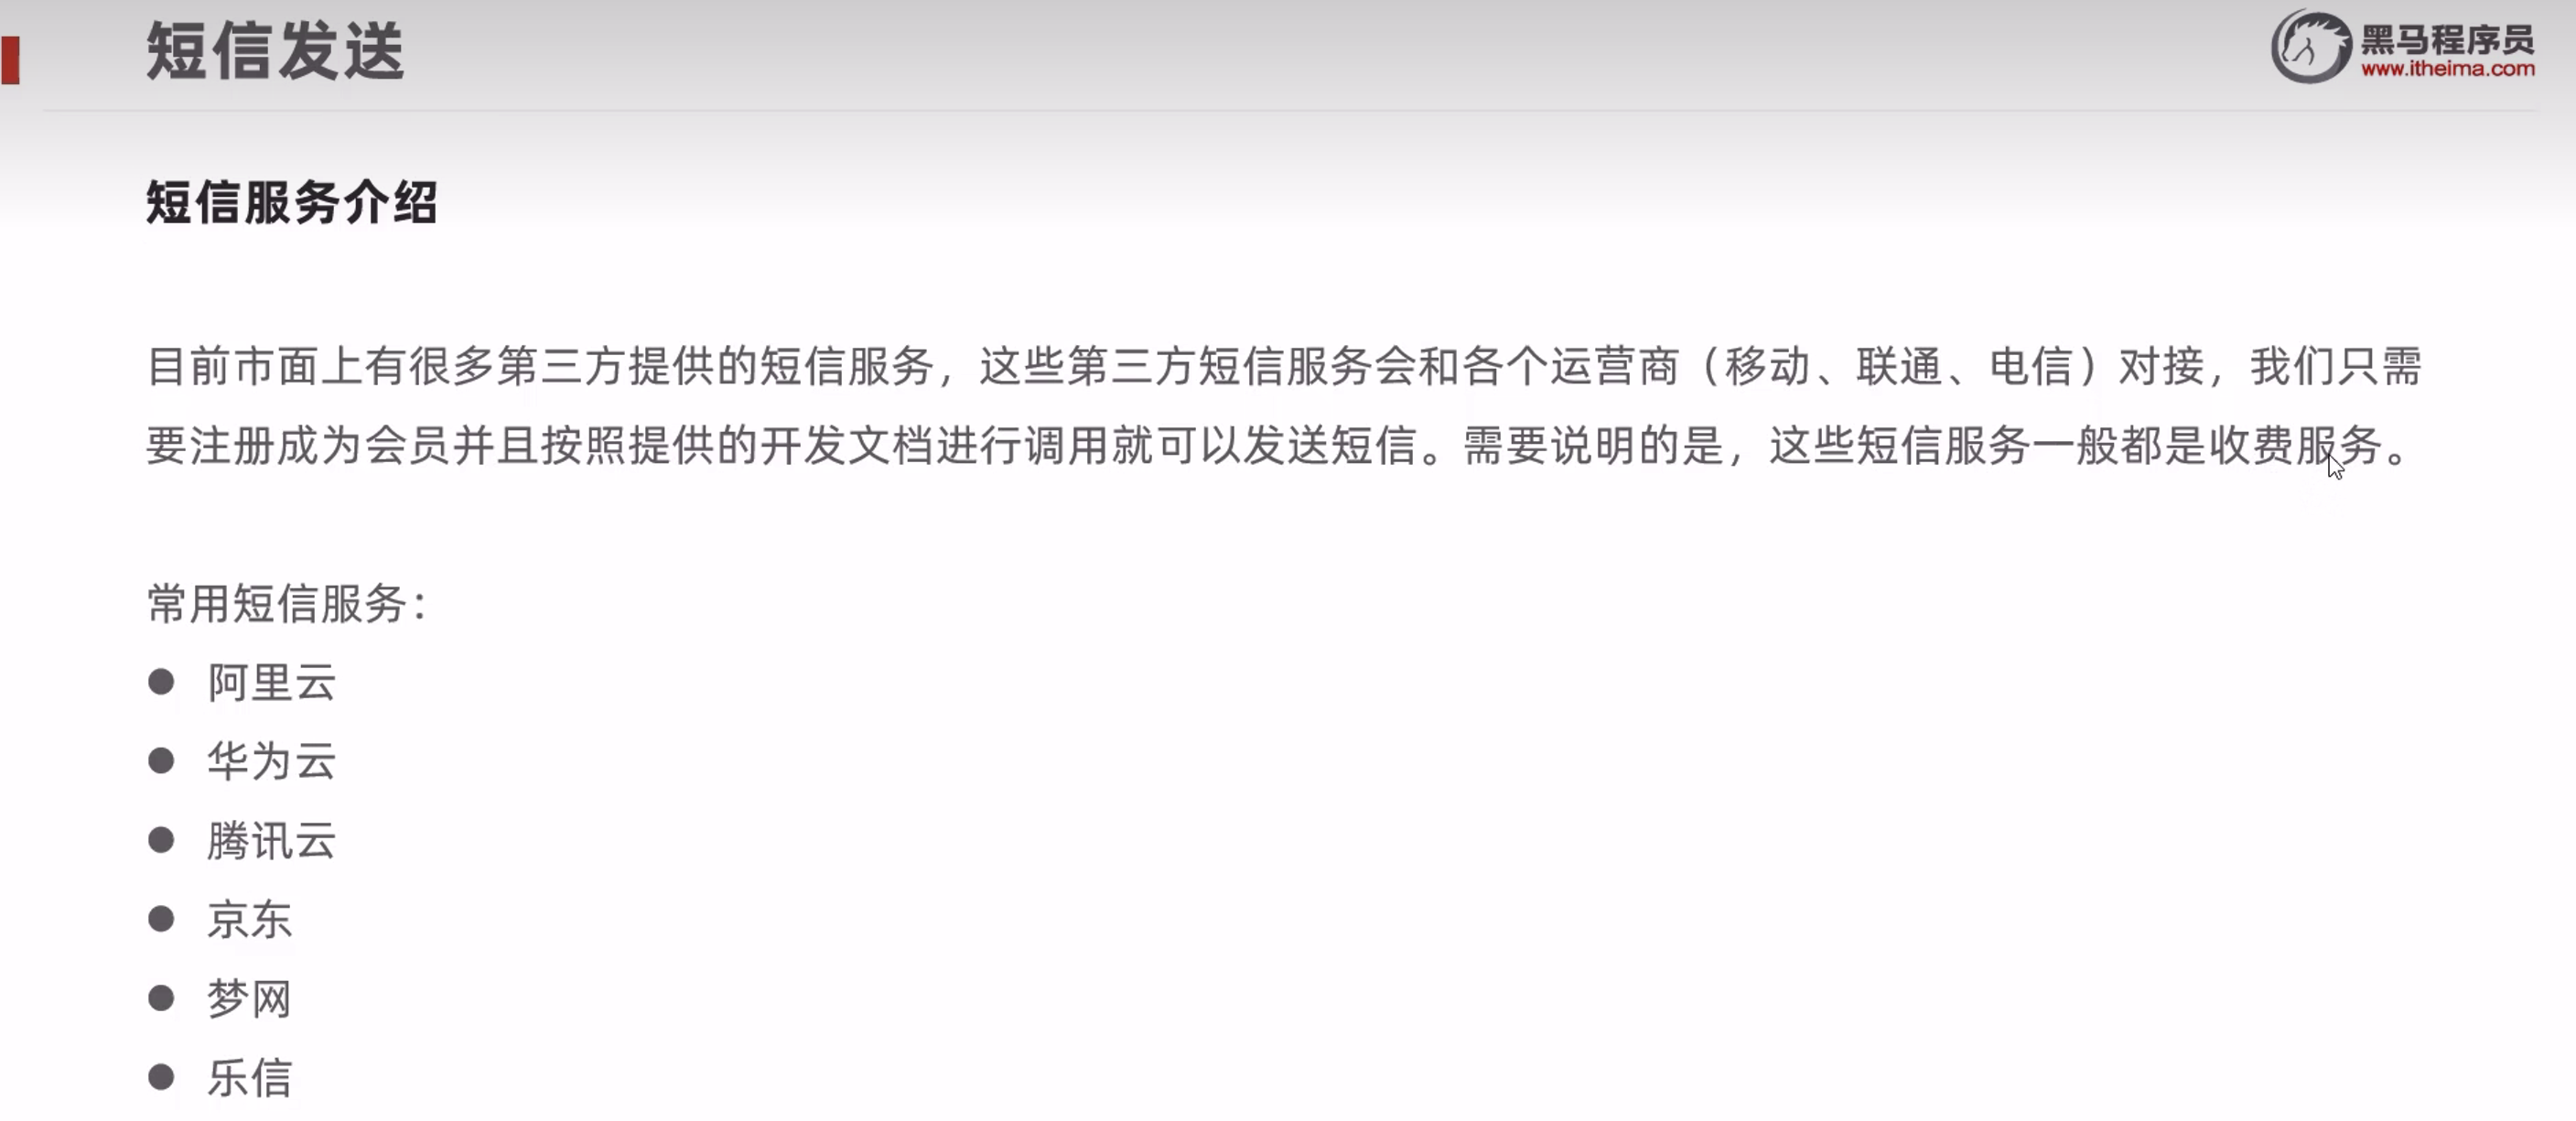 短信发送
黑马程序员
www.itheima.com
短信服务介绍
目前市面上有很多第三方提供的短信服务，这些第三方短信服务会和各个运营商（移动、联通、电信）对接，我们只需
要注册成为会员并且按照提供的开发文档进行调用就可以发送短信。需要说明的是，这些短信服务一般都是收费服务。
常用短信服务：
● 阿里云
● 华为云
● 腾讯云
● 京东
● 梦网
● 乐信